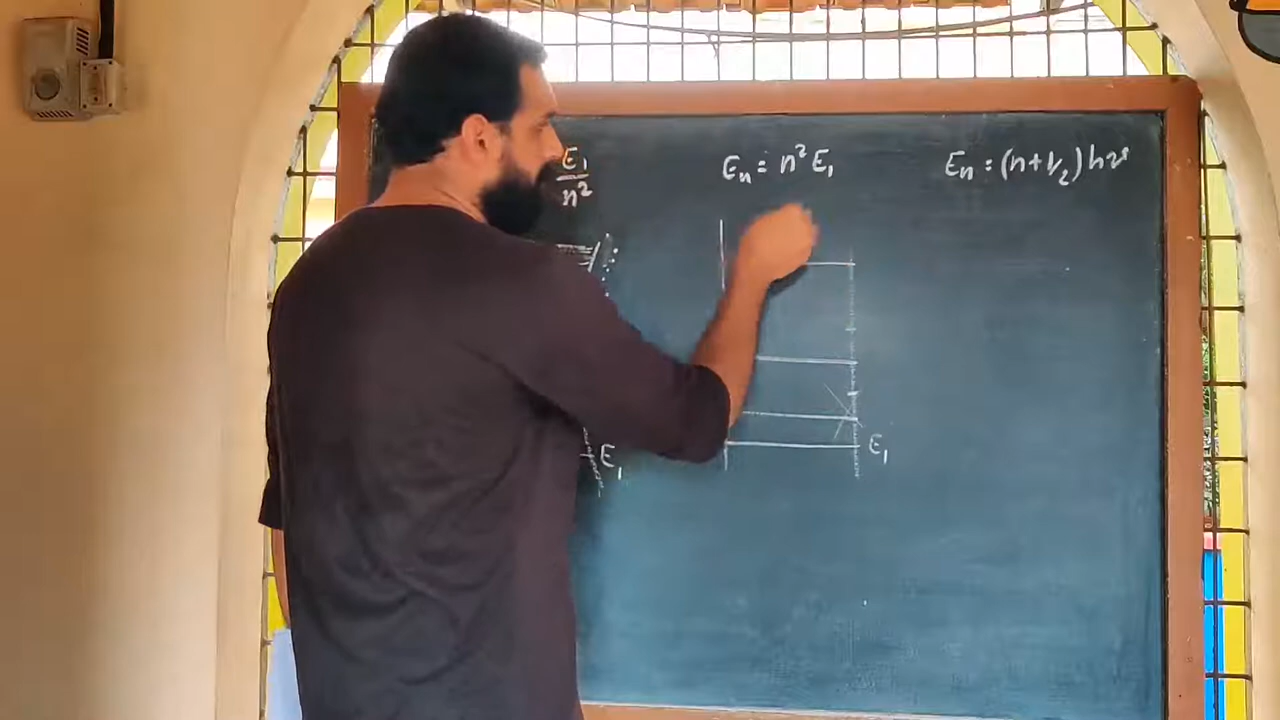 E₁/n²
Eₙ = n²E₁
Eₙ = (n+1/2)hν
E₁
E₁